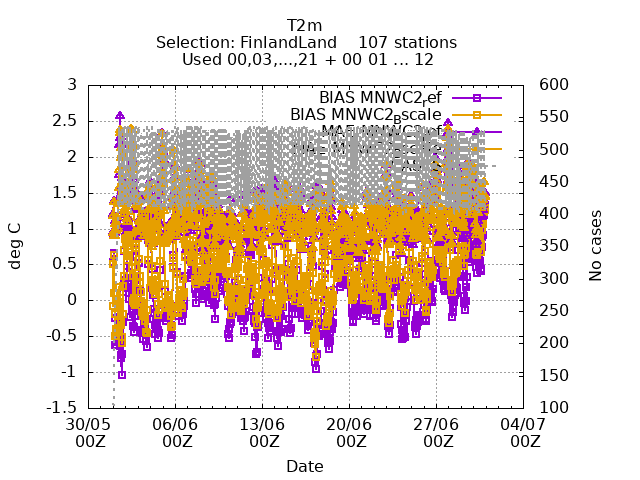 T2m
Selection: FinlandLand 107 stations
Used 00,03,...,21 + 00 01 ... 12
BIAS MNWC2ref
BIAS MNWC2Bscale
deg C
3
2.5
2
1.5
1
0.5
0
-0.5
-1
-1.5
600
550
500
450
400
350
300
250
200
150
100
No cases
30/05 06/06 13/06 20/06 27/06 04/07
00Z 00Z 00Z 00Z 00Z 00Z
Date